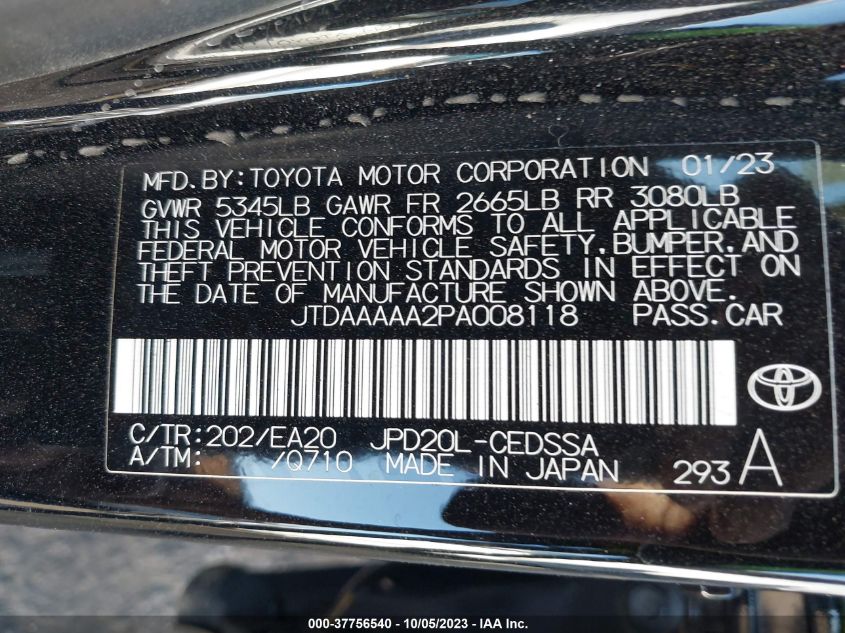 MFD.BY:TOYOTA MOTOR CORPORATION 01/23
GVWR 5345LB GAWR FR 2665LB RR 3080LB
THIS VEHICLE CONFORMS TO ALL APPLICABLE
FEDERAL MOTOR VEHICLE SAFETY,BUMPER,AND
THEFT PREVENTION STANDARDS IN EFFECT ON
THE DATE OF MANUFACTURE SHOWN ABOVE.
JTDAAAAA2PA008118 PASS.CAR
C/TR:202/EA20 JPD20L-CEDSSA
A/TM: /Q710 MADE IN JAPAN 293A
000-37756540 - 10/05/2023 - COPYRIGHT IAA, LLC.